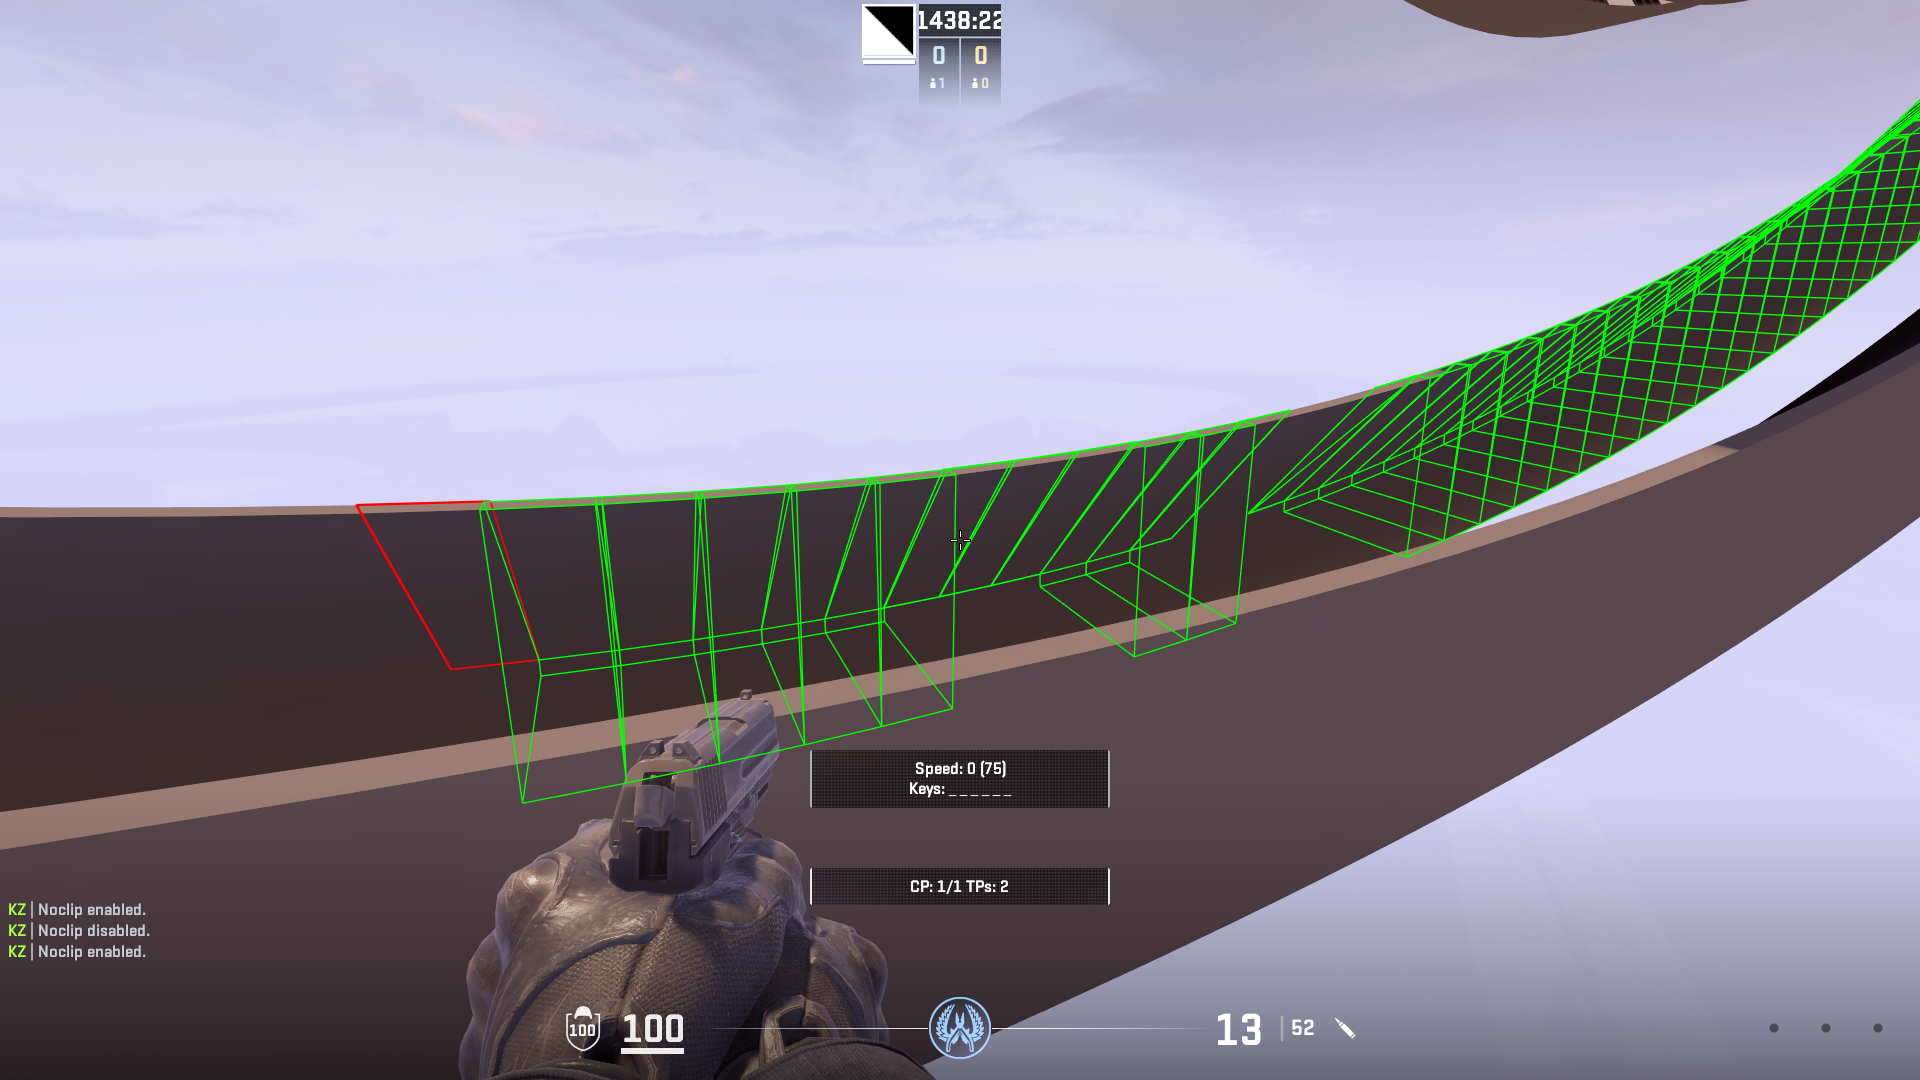 1438:22
0 0
1 0
Speed: 0 (75)
Keys: _ _ _ _ _ _
CP: 1/1 TPs: 2
KZ | Noclip enabled.
KZ | Noclip disabled.
KZ | Noclip enabled.
100 100 13 | 52